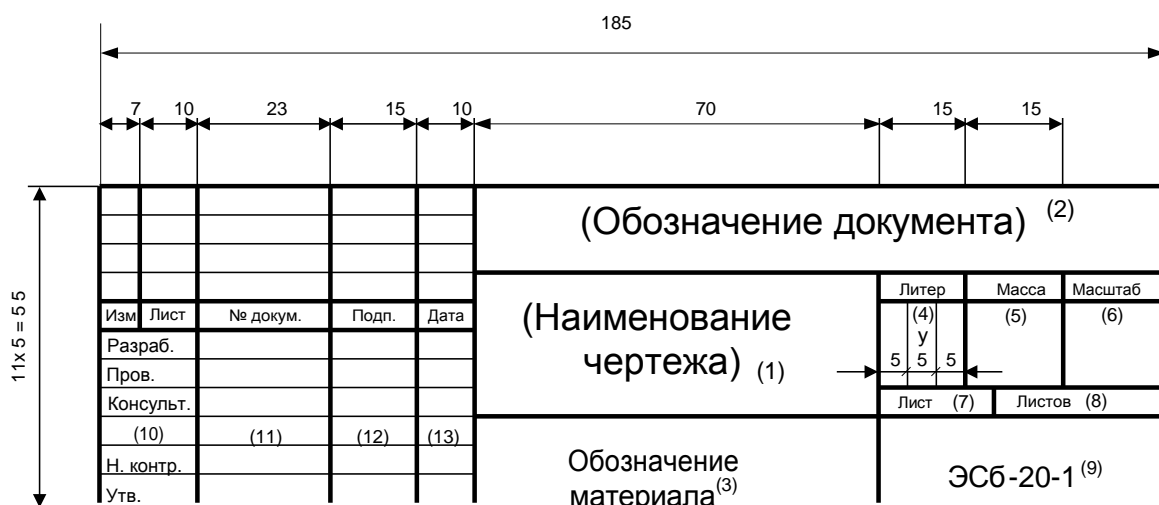 185
7 10 23 15 10 70 15 15
11x 5 = 5 5
(Обозначение документа) (2)
Литер Масса Масштаб
(4) (5) (6)
у
5 5 5
Изм Лист № докум. Подп. Дата
(Наименование
чертежа) (1)
Разраб.
Пров.
Консульт.
Лист (7) Листов (8)
(10) (11) (12) (13)
Н. контр.
Утв.
Обозначение
материала(3)
ЭСб-20-1(9)